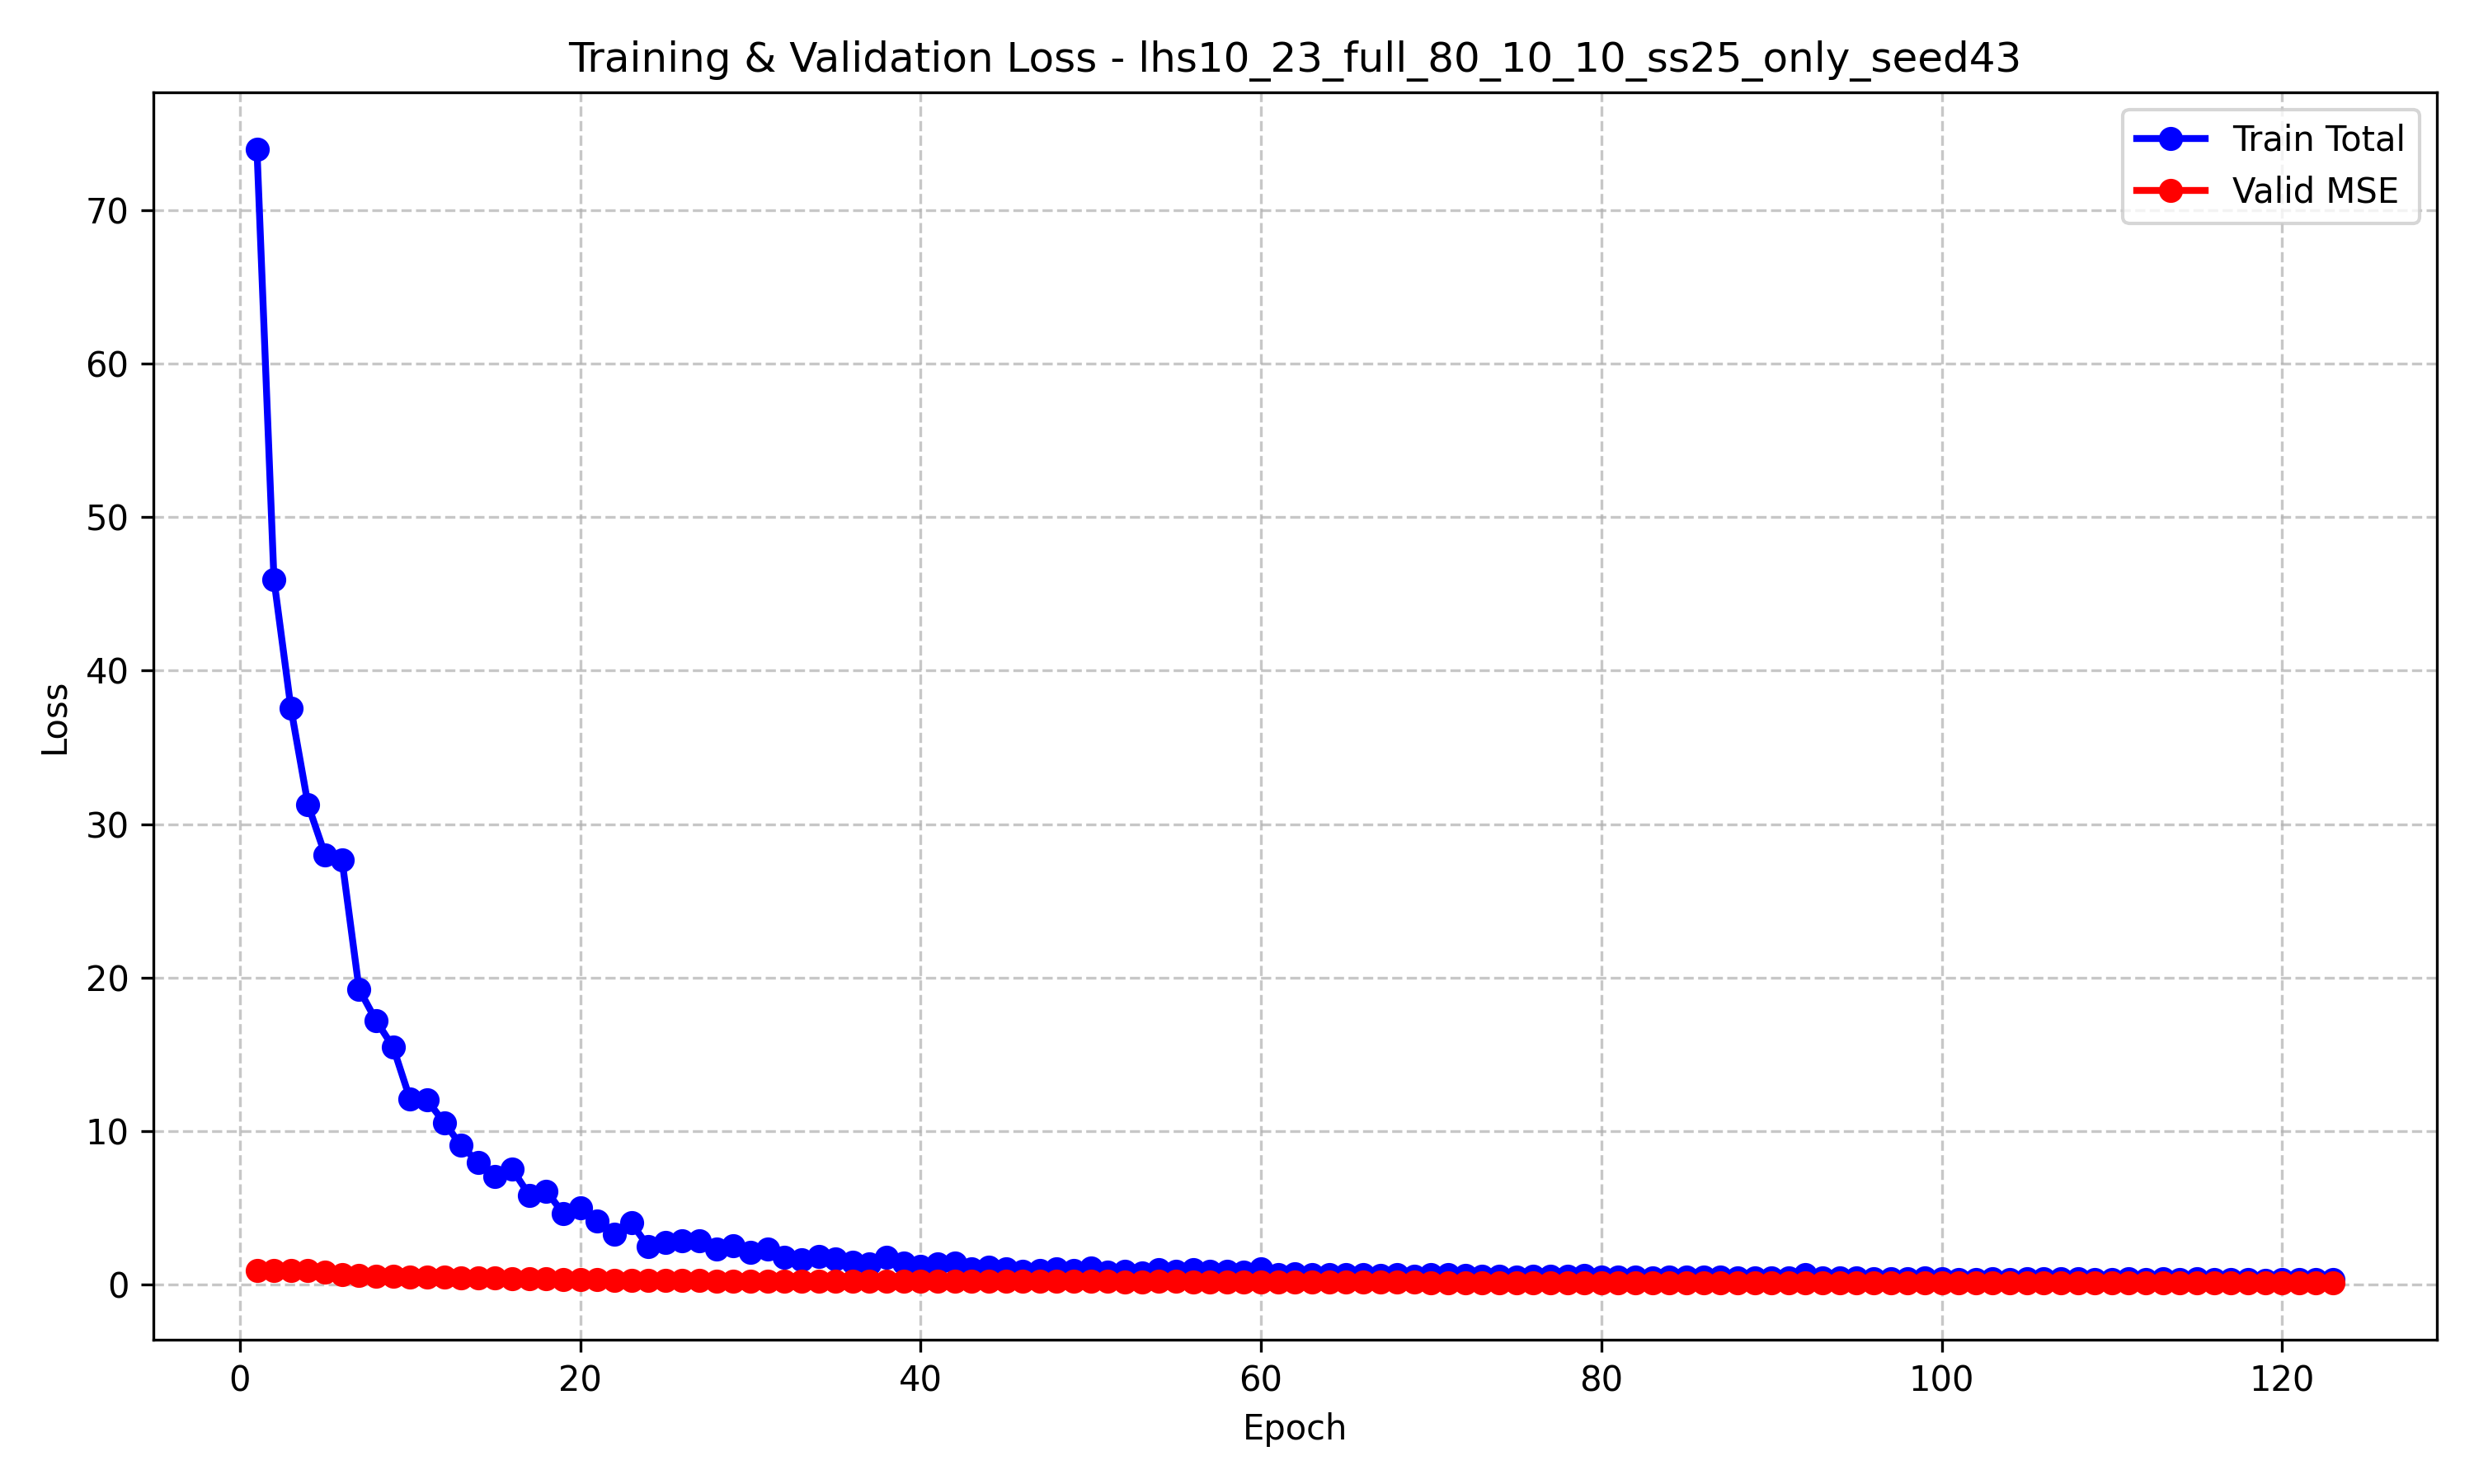 Training & Validation Loss - lhs10_23_full_80_10_10_ss25_only_seed43
Train Total
Valid MSE
70
60
50
40
30
20
10
0
Loss
0 20 40 60 80 100 120
Epoch